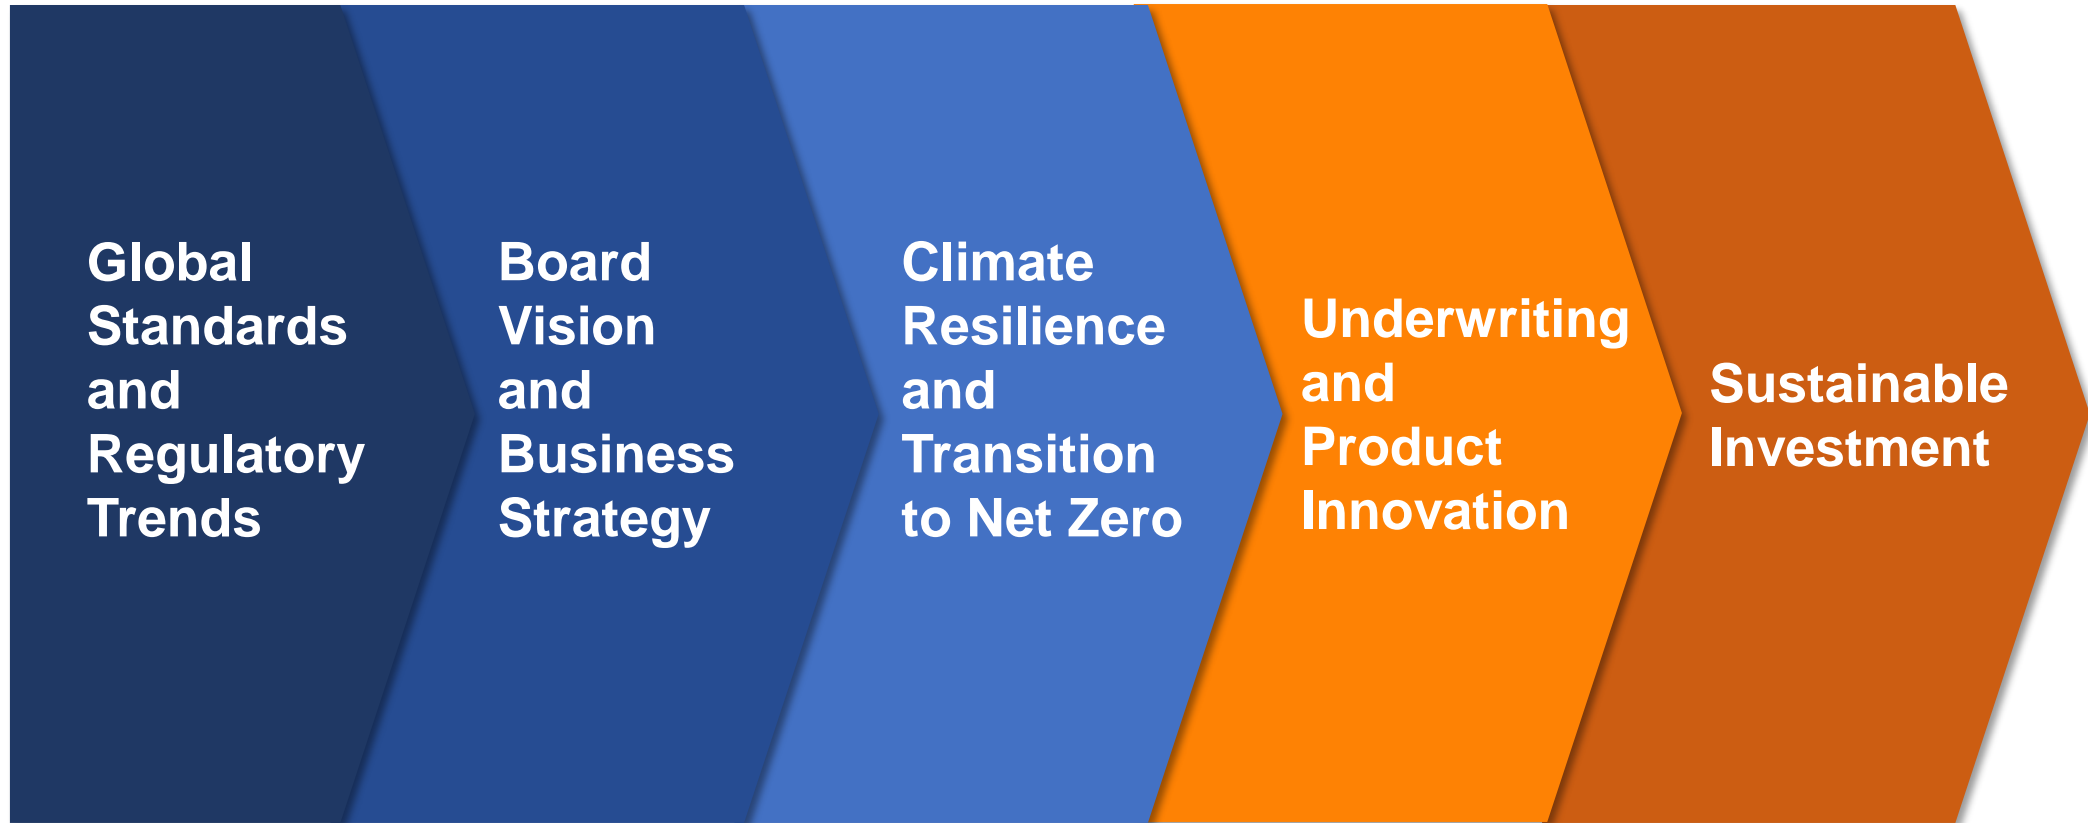 Global
Standards
and
Regulatory
Trends
Board
Vision
and
Business
Strategy
Climate
Resilience
and
Transition
to Net Zero
Underwriting
and
Product
Innovation
Sustainable
Investment